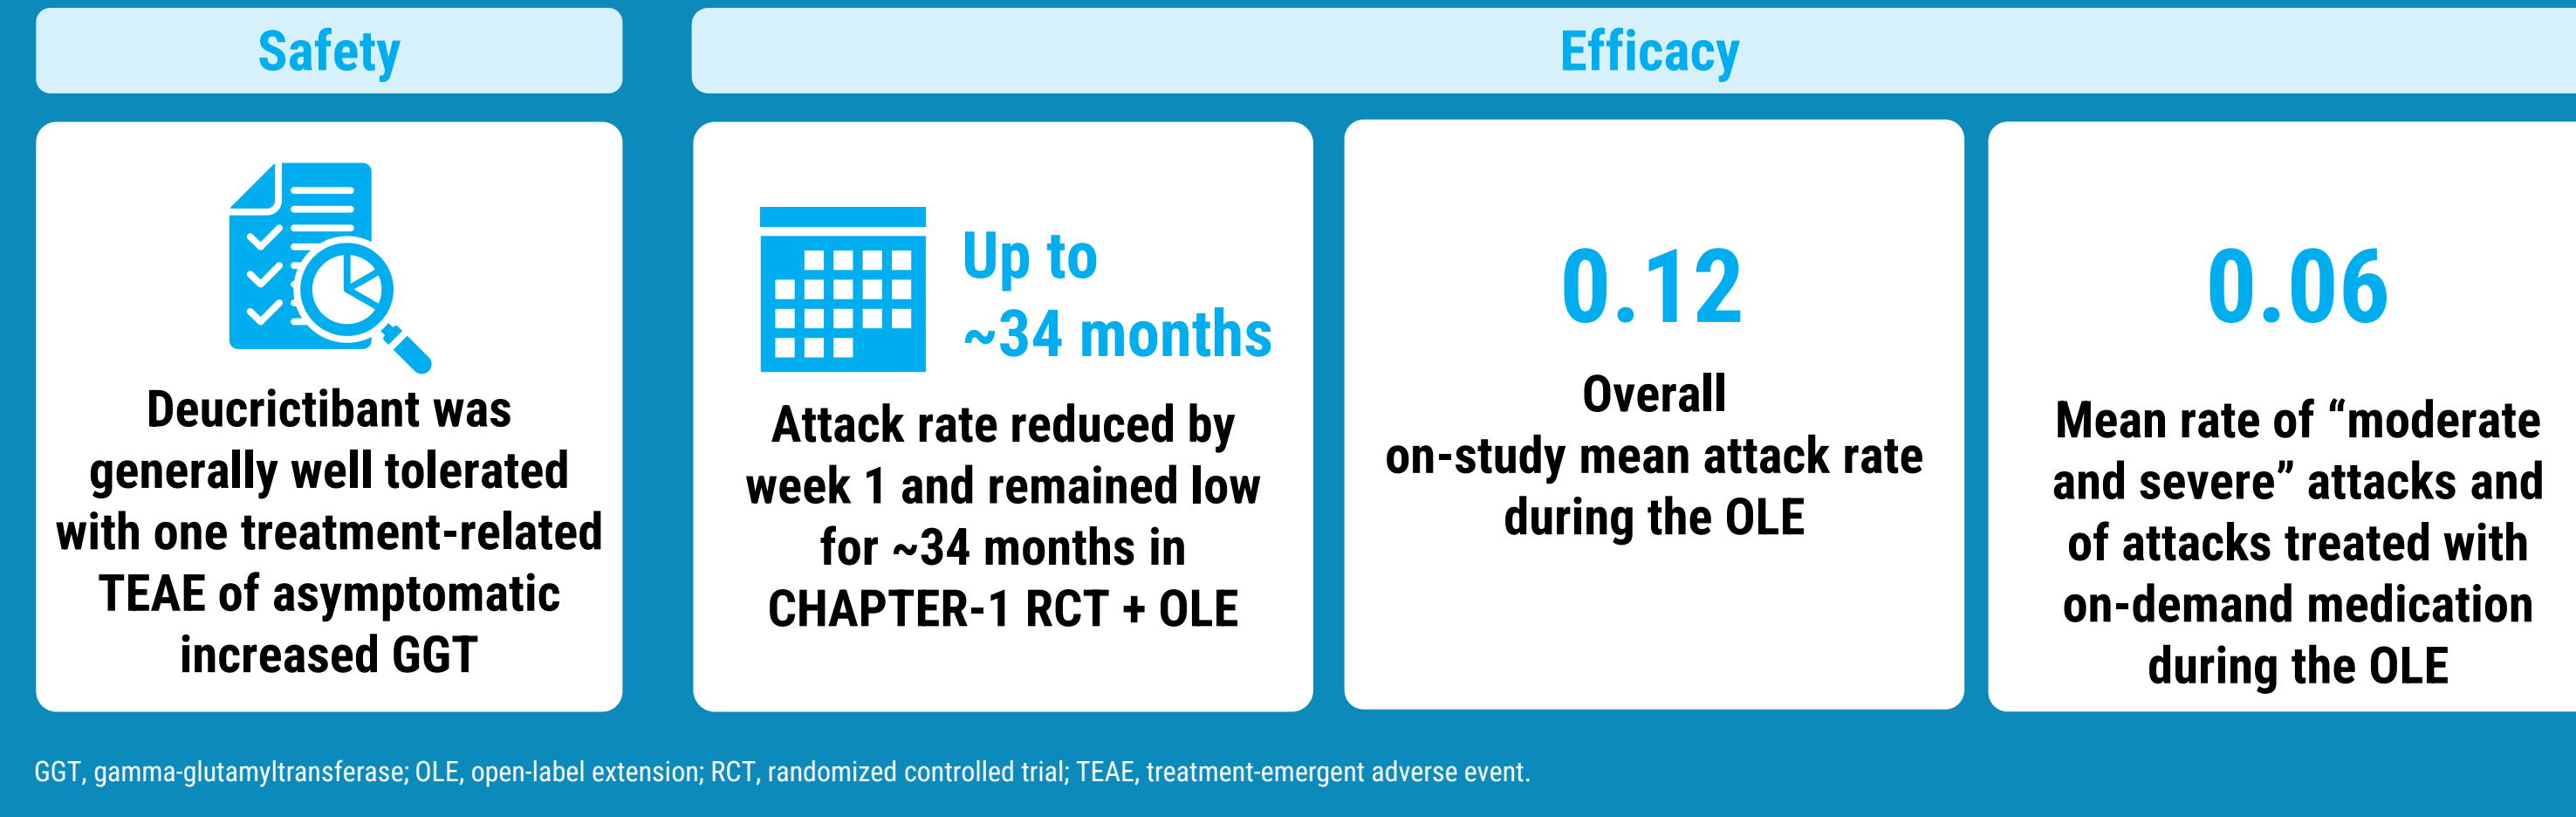 Safety
Efficacy
Deucrictibant was
generally well tolerated
with one treatment-related
TEAE of asymptomatic
increased GGT
Up to
~34 months
Attack rate reduced by
week 1 and remained low
for ~34 months in
CHAPTER-1 RCT + OLE
0.12
Overall
on-study mean attack rate
during the OLE
0.06
Mean rate of “moderate
and severe” attacks and
of attacks treated with
on-demand medication
during the OLE
GGT, gamma-glutamyltransferase; OLE, open-label extension; RCT, randomized controlled trial; TEAE, treatment-emergent adverse event.